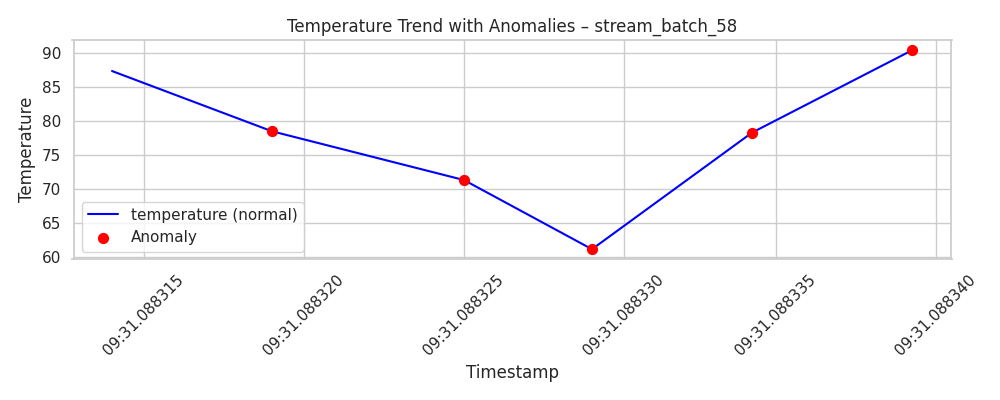 Temperature Trend with Anomalies – stream_batch_58
Temperature
90
85
80
75
70
65
60
temperature (normal)
Anomaly
09:31.088315
09:31.088320
09:31.088325
09:31.088330
09:31.088335
09:31.088340
Timestamp